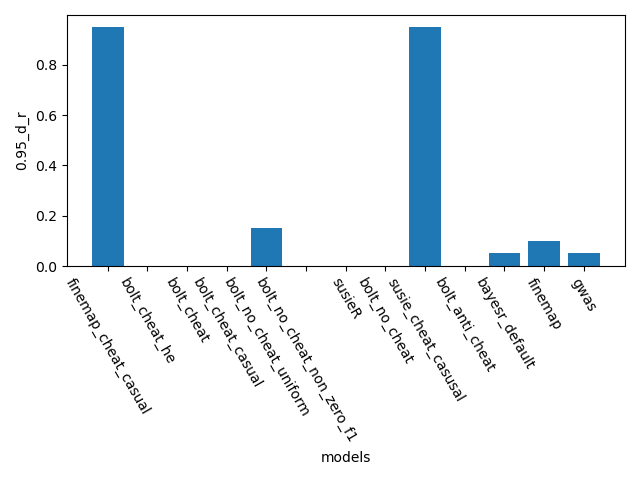 0.95_d_r
0.8
0.6
0.4
0.2
0.0
finemap_cheat_casual
bolt_cheat_he
bolt_cheat
bolt_cheat_casual
bolt_no_cheat_uniform
bolt_no_cheat_non_zero_f1
susieR
bolt_no_cheat
susie_cheat_casusal
bolt_anti_cheat
bayesr_default
finemap
gwas
models